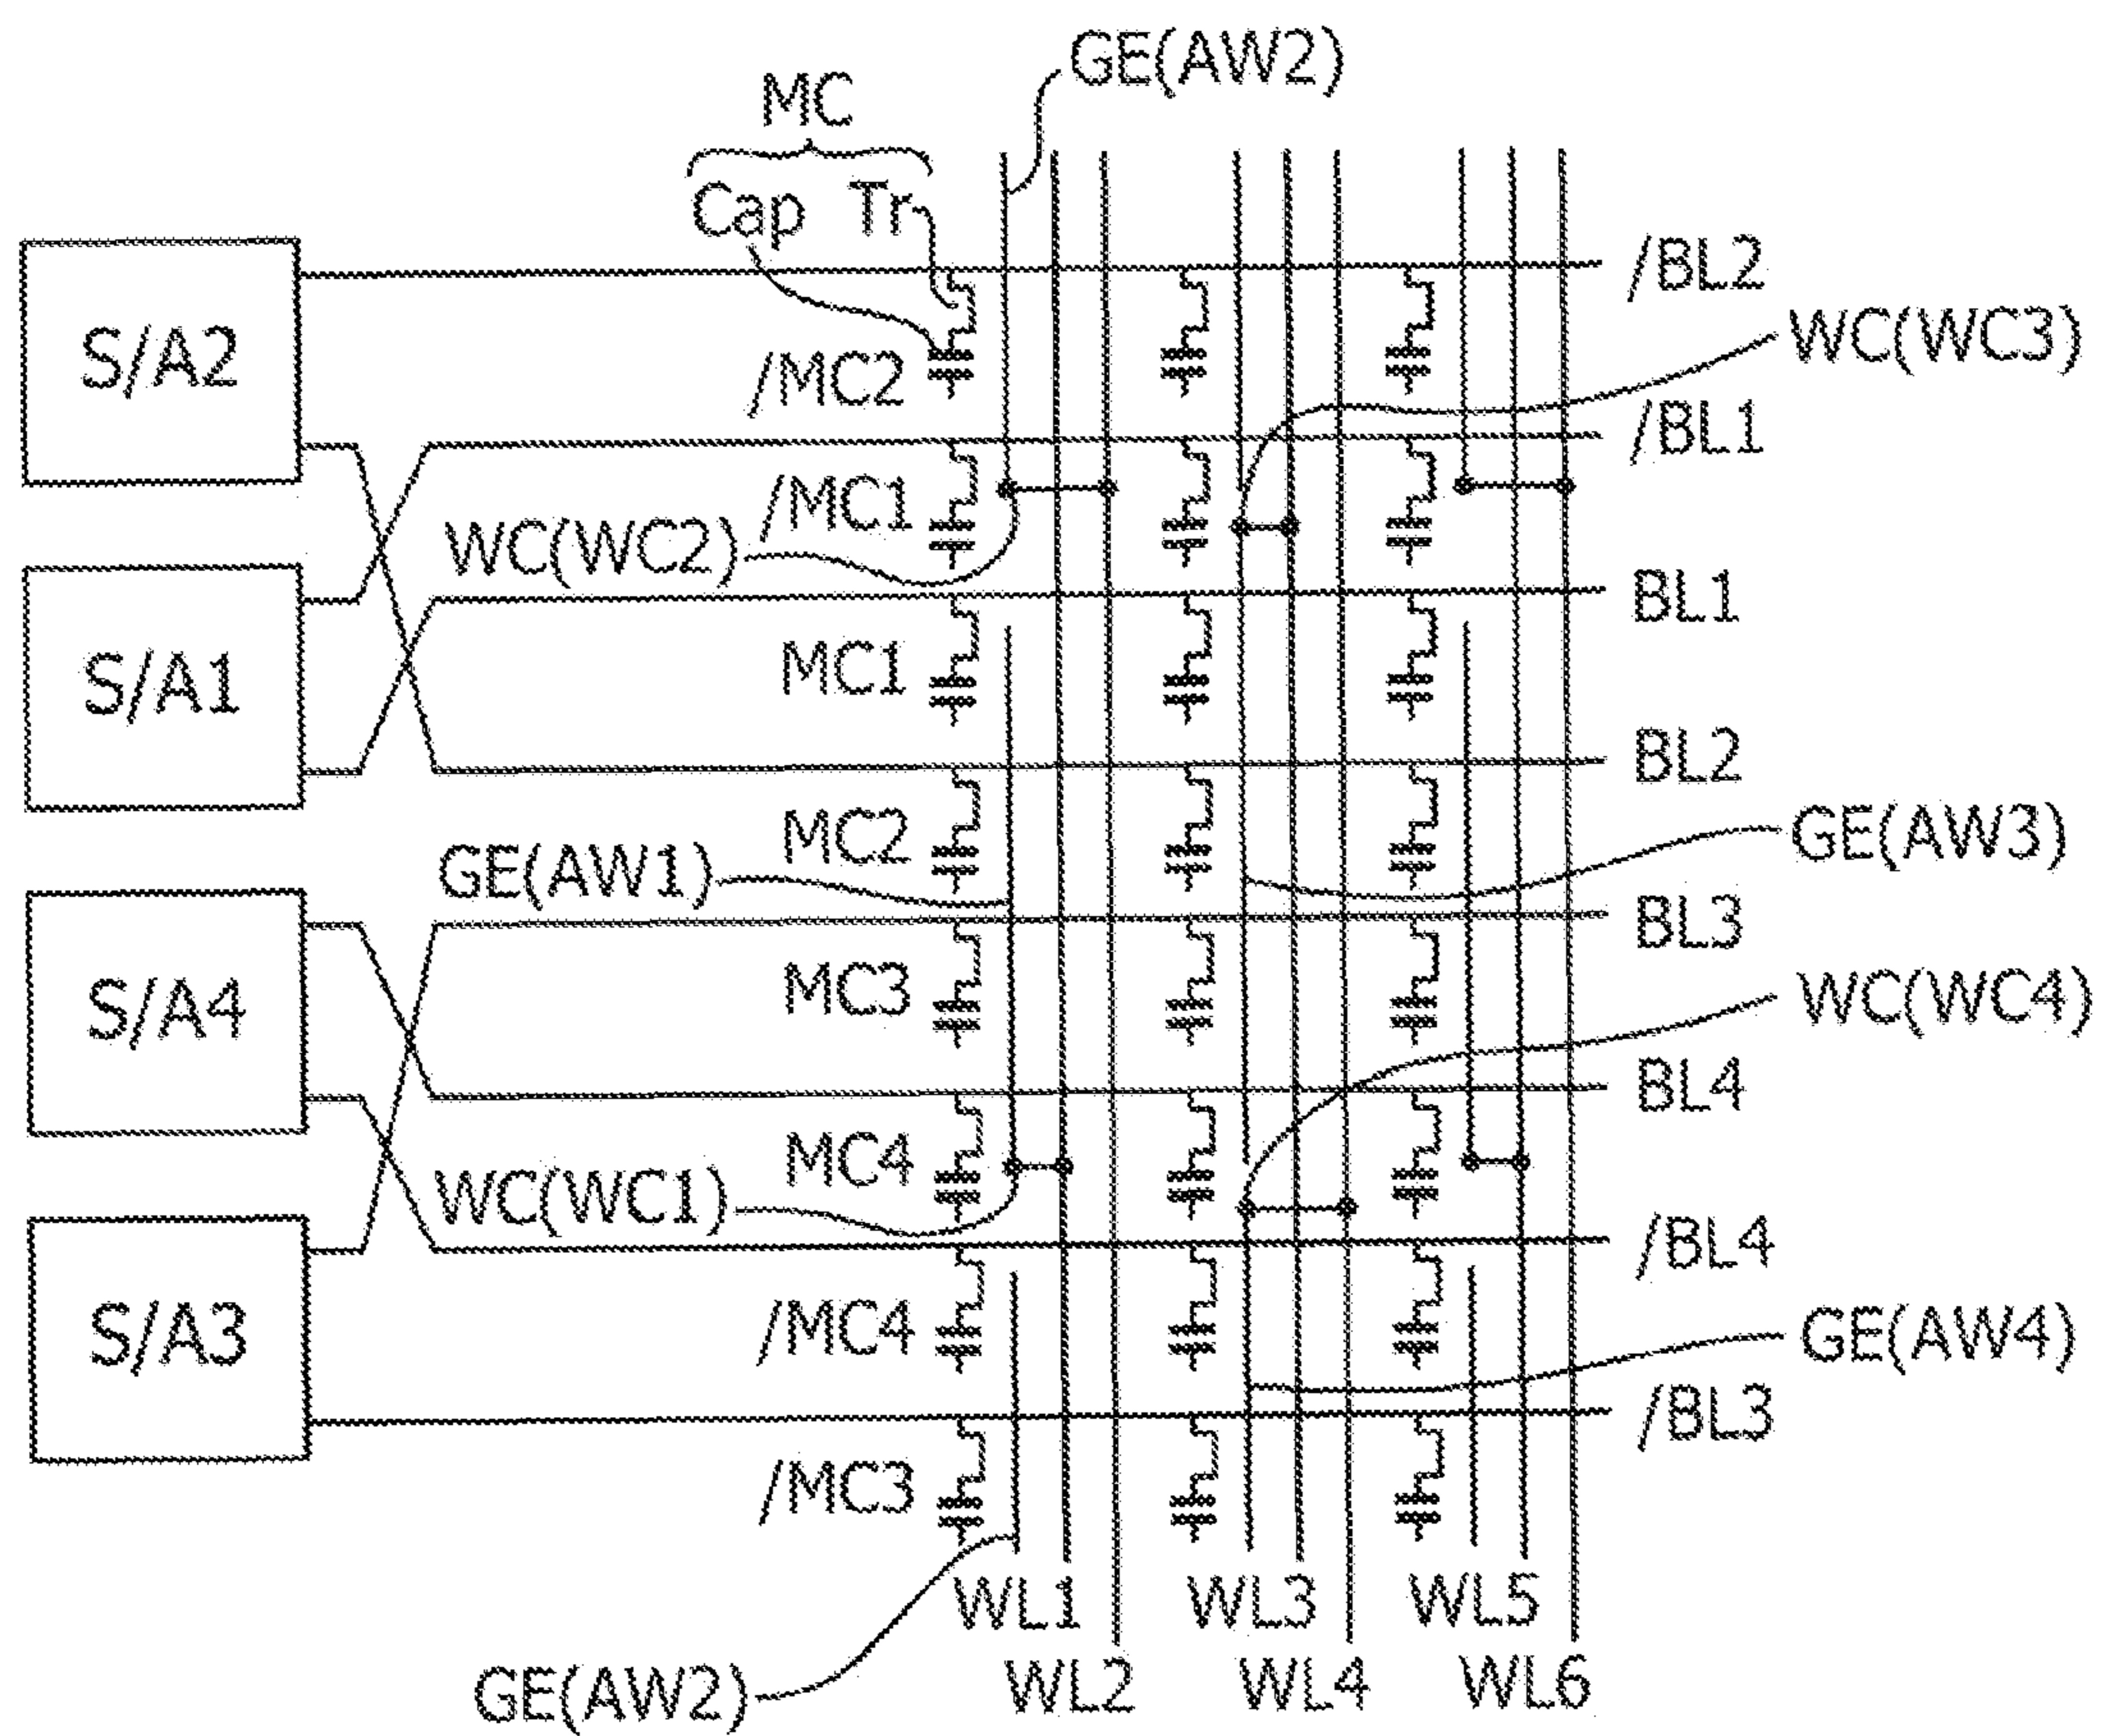 GE(AW2)
MC
Cap Tr
/BL2
S/A2
WC(WC3)
/MC2
/BL1
/MC1
WC(WC2)
BL1
S/A1
MC1
BL2
MC2
GE(AW3)
GE(AW1)
BL3
MC3
S/A4
WC(WC4)
BL4
MC4
WC(WC1)
/BL4
S/A3
/MC4
GE(AW4)
/BL3
/MC3
WL1 WL3 WL5
WL2 WL4 WL6
GE(AW2)